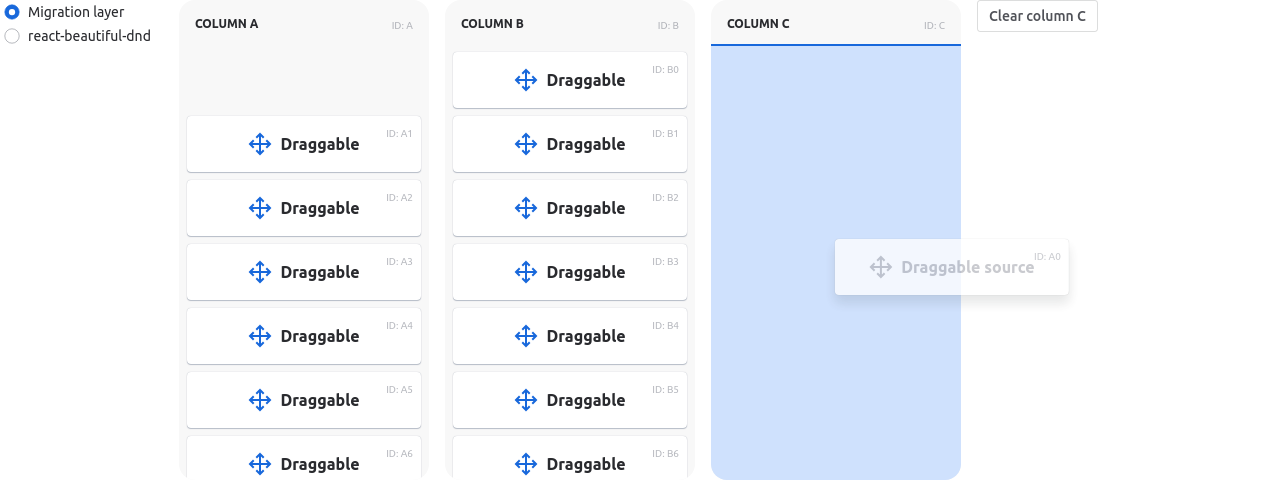 Migration layer
react-beautiful-dnd
COLUMN A
ID: A
Draggable
ID: A1
Draggable
ID: A2
Draggable
ID: A3
Draggable
ID: A4
Draggable
ID: A5
Draggable
ID: A6
COLUMN B
ID: B
Draggable
ID: B0
Draggable
ID: B1
Draggable
ID: B2
Draggable
ID: B3
Draggable
ID: B4
Draggable
ID: B5
Draggable
ID: B6
COLUMN C
ID: C
Draggable source
ID: A0
Clear column C